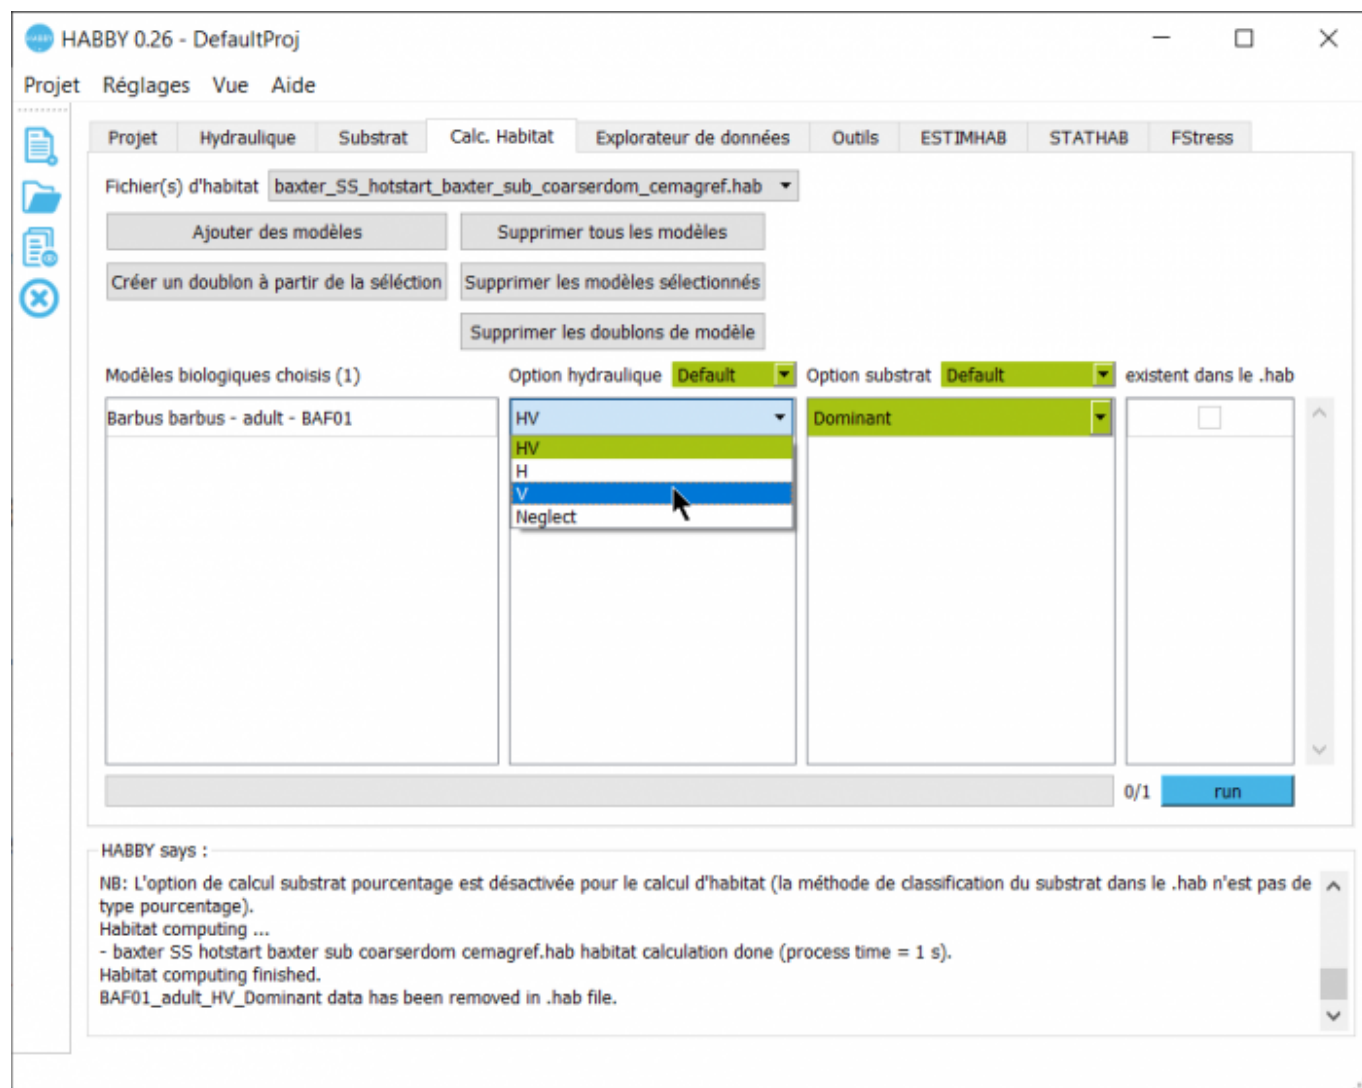 HABBY 0.26 - DefaultProj
Projet Réglages Vue Aide
Projet Hydraulique Substrat Calc. Habitat Explorateur de données Outils ESTIMHAB STATHAB FStress
Fichier(s) d'habitat baxter_SS_hotstart_baxter_sub_coarserdom_cemagref.hab
Ajouter des modèles Supprimer tous les modèles
Créer un doublon à partir de la séléction Supprimer les modèles sélectionnés
Supprimer les doublons de modèle
Modèles biologiques choisis (1) Option hydraulique Default Option substrat Default existent dans le .hab
Barbus barbus - adult - BAF01 HV Dominant
HV
H
V
Neglect
0/1 run
HABBY says :
NB: L'option de calcul substrat pourcentage est désactivée pour le calcul d'habitat (la méthode de classification du substrat dans le .hab n'est pas de
type pourcentage).
Habitat computing ...
- baxter SS hotstart baxter sub coarserdom cemagref.hab habitat calculation done (process time = 1 s).
Habitat computing finished.
BAF01_adult_HV_Dominant data has been removed in .hab file.